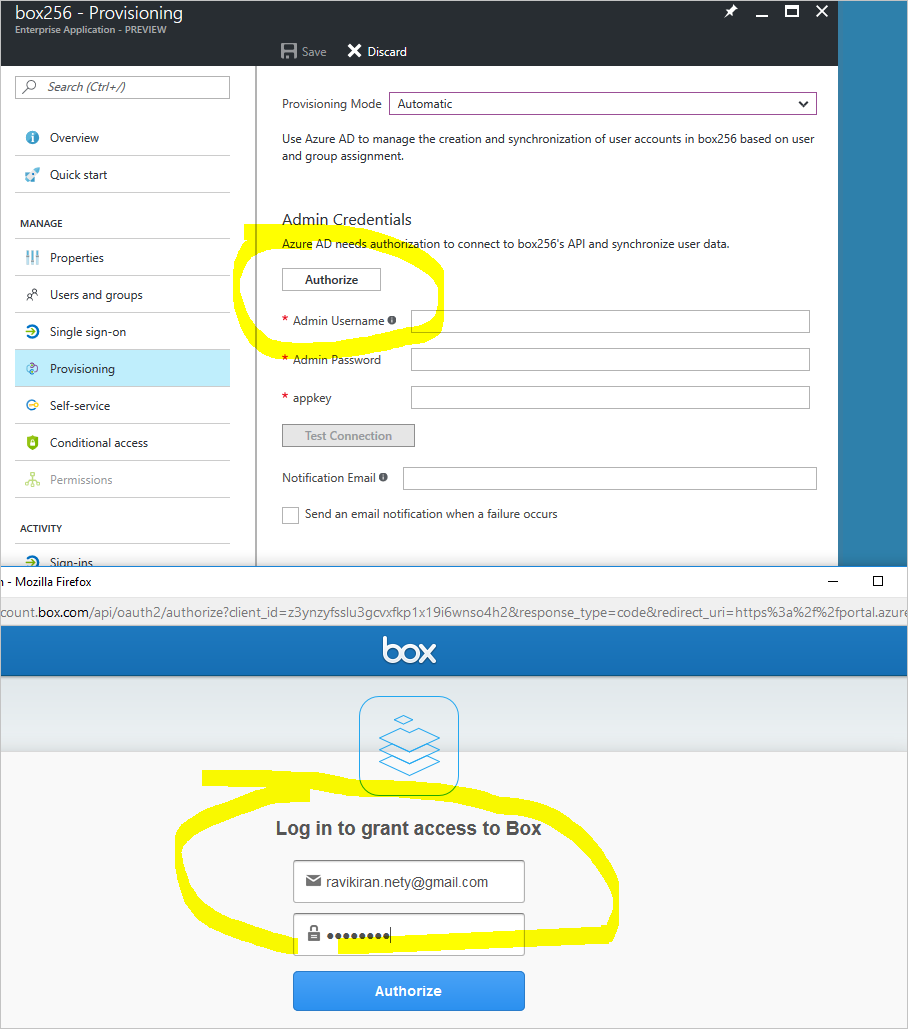 box256 - Provisioning
Enterprise Application - PREVIEW
Save
Discard
Search (Ctrl+/)
Overview
Quick start
MANAGE
Properties
Users and groups
Single sign-on
Provisioning
Self-service
Conditional access
Permissions
ACTIVITY
Sign-ins
Provisioning Mode
Automatic
Use Azure AD to manage the creation and synchronization of user accounts in box256 based on user
and group assignment.
Admin Credentials
Azure AD needs authorization to connect to box256's API and synchronize user data.
Authorize
* Admin Username
* Admin Password
* appkey
Test Connection
Notification Email
Send an email notification when a failure occurs
n - Mozilla Firefox
count.box.com/api/oauth2/authorize?client_id=z3ynzyfsslu3gcvxfkp1x19i6wnso4h2&response_type=code&redirect_uri=https%3a%2f%2fportal.azure
box
Log in to grant access to Box
ravikiran.nety@gmail.com
Authorize